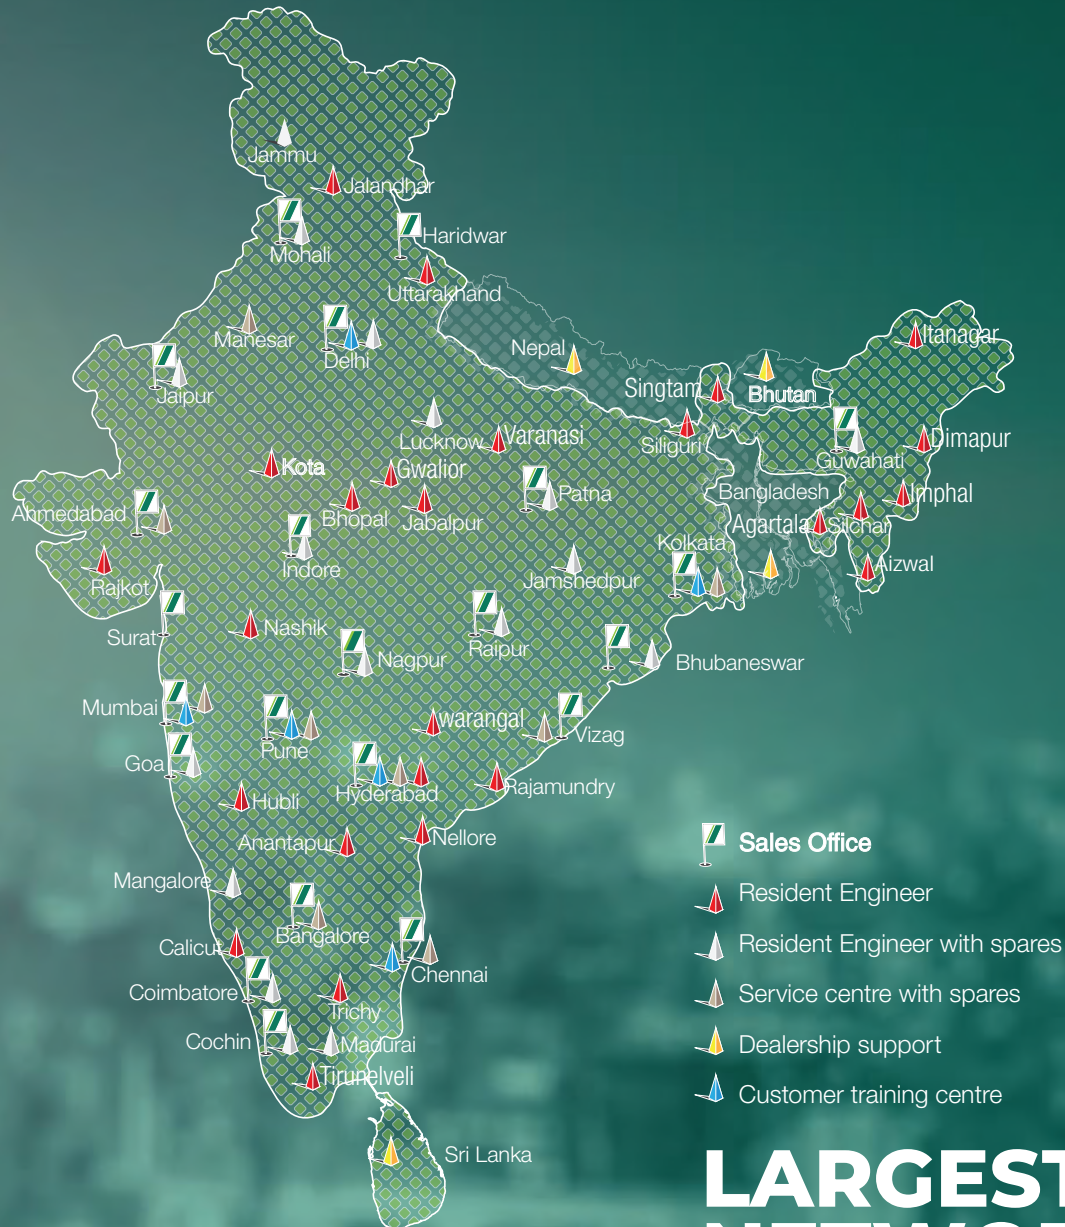 Jammu
Jalandhar
Mohali
Haridwar
Uttarakhand
Manesar
Delhi
Nepal
Itanagar
Jaipur
Singtam
Bhutan
Lucknow
Varanasi
Siliguri
Dimapur
Guwahati
Kota
Gwalior
Patna
Bangladesh
Imphal
Ahmedabad
Bhopal
Jabalpur
Agartala
Silchar
Kolkata
Indore
Jamshedpur
Aizwal
Rajkot
Surat
Nashik
Raipur
Nagpur
Bhubaneswar
Mumbai
warangal
Vizag
Pune
Goa
Hyderabad
Rajamundry
Hubli
Anantapur
Nellore
Mangalore
Bangalore
Calicut
Chennai
Coimbatore
Trichy
Cochin
Madurai
Tirunelveli
Sri Lanka
Sales Office
Resident Engineer
Resident Engineer with spares
Service centre with spares
Dealership support
Customer training centre
LARGEST